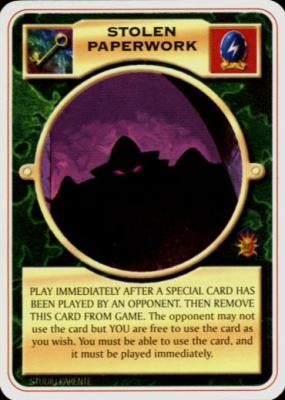 STOLEN
PAPERWORK
PLAY IMMEDIATELY AFTER A SPECIAL CARD HAS
BEEN PLAYED BY AN OPPONENT. THEN REMOVE
THIS CARD FROM GAME. The opponent may not
use the card but YOU are free to use the card as
you wish. You must be able to use the card, and
it must be played immediately.
STUDIO PARENTE